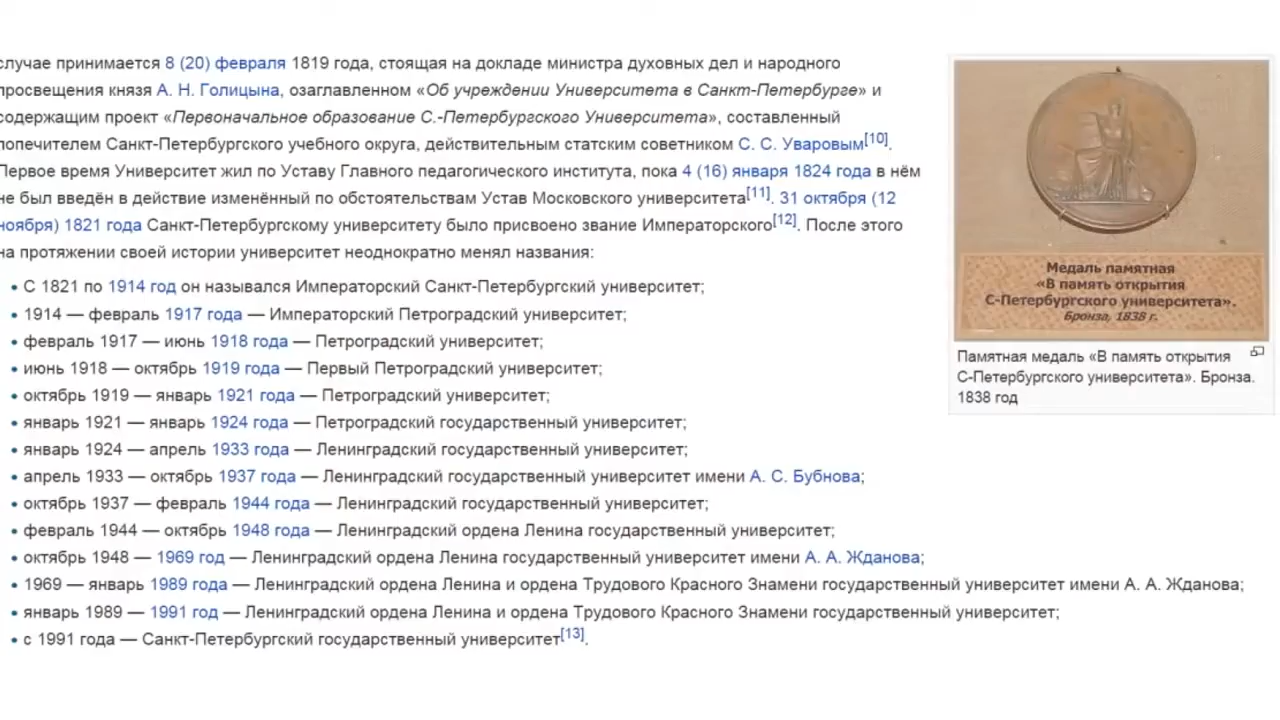 случае принимается 8 (20) февраля 1819 года, стоящая на докладе министра духовных дел и народного
просвещения князя А. Н. Голицына, озаглавленном «Об учреждении Университета в Санкт-Петербурге» и
содержащим проект «Первоначальное образование С.-Петербургского Университета», составленный
попечителем Санкт-Петербургского учебного округа, действительным статским советником С. С. Уваровым[10].
Первое время Университет жил по Уставу Главного педагогического института, пока 4 (16) января 1824 года в нём
не был введён в действие изменённый по обстоятельствам Устав Московского университета[11]. 31 октября (12
ноября) 1821 года Санкт-Петербургскому университету было присвоено звание Императорского[12]. После этого
на протяжении своей истории университет неоднократно менял названия:
• С 1821 по 1914 год он назывался Императорский Санкт-Петербургский университет;
• 1914 — февраль 1917 года — Императорский Петроградский университет;
• февраль 1917 — июнь 1918 года — Петроградский университет;
• июнь 1918 — октябрь 1919 года — Первый Петроградский университет;
• октябрь 1919 — январь 1921 года — Петроградский университет;
• январь 1921 — январь 1924 года — Петроградский государственный университет;
• январь 1924 — апрель 1933 года — Ленинградский государственный университет;
• апрель 1933 — октябрь 1937 года — Ленинградский государственный университет имени А. С. Бубнова;
• октябрь 1937 — февраль 1944 года — Ленинградский государственный университет;
• февраль 1944 — октябрь 1948 года — Ленинградский ордена Ленина государственный университет;
• октябрь 1948 — 1969 год — Ленинградский ордена Ленина государственный университет имени А. А. Жданова;
• 1969 — январь 1989 года — Ленинградский ордена Ленина и ордена Трудового Красного Знамени государственный университет имени А. А. Жданова;
• январь 1989 — 1991 год — Ленинградский ордена Ленина и ордена Трудового Красного Знамени государственный университет;
• с 1991 года — Санкт-Петербургский государственный университет[13].
Медаль памятная
«В память открытия
С-Петербургского университета».
Бронза, 1838 г.
Памятная медаль «В память открытия
С-Петербургского университета». Бронза.
1838 год